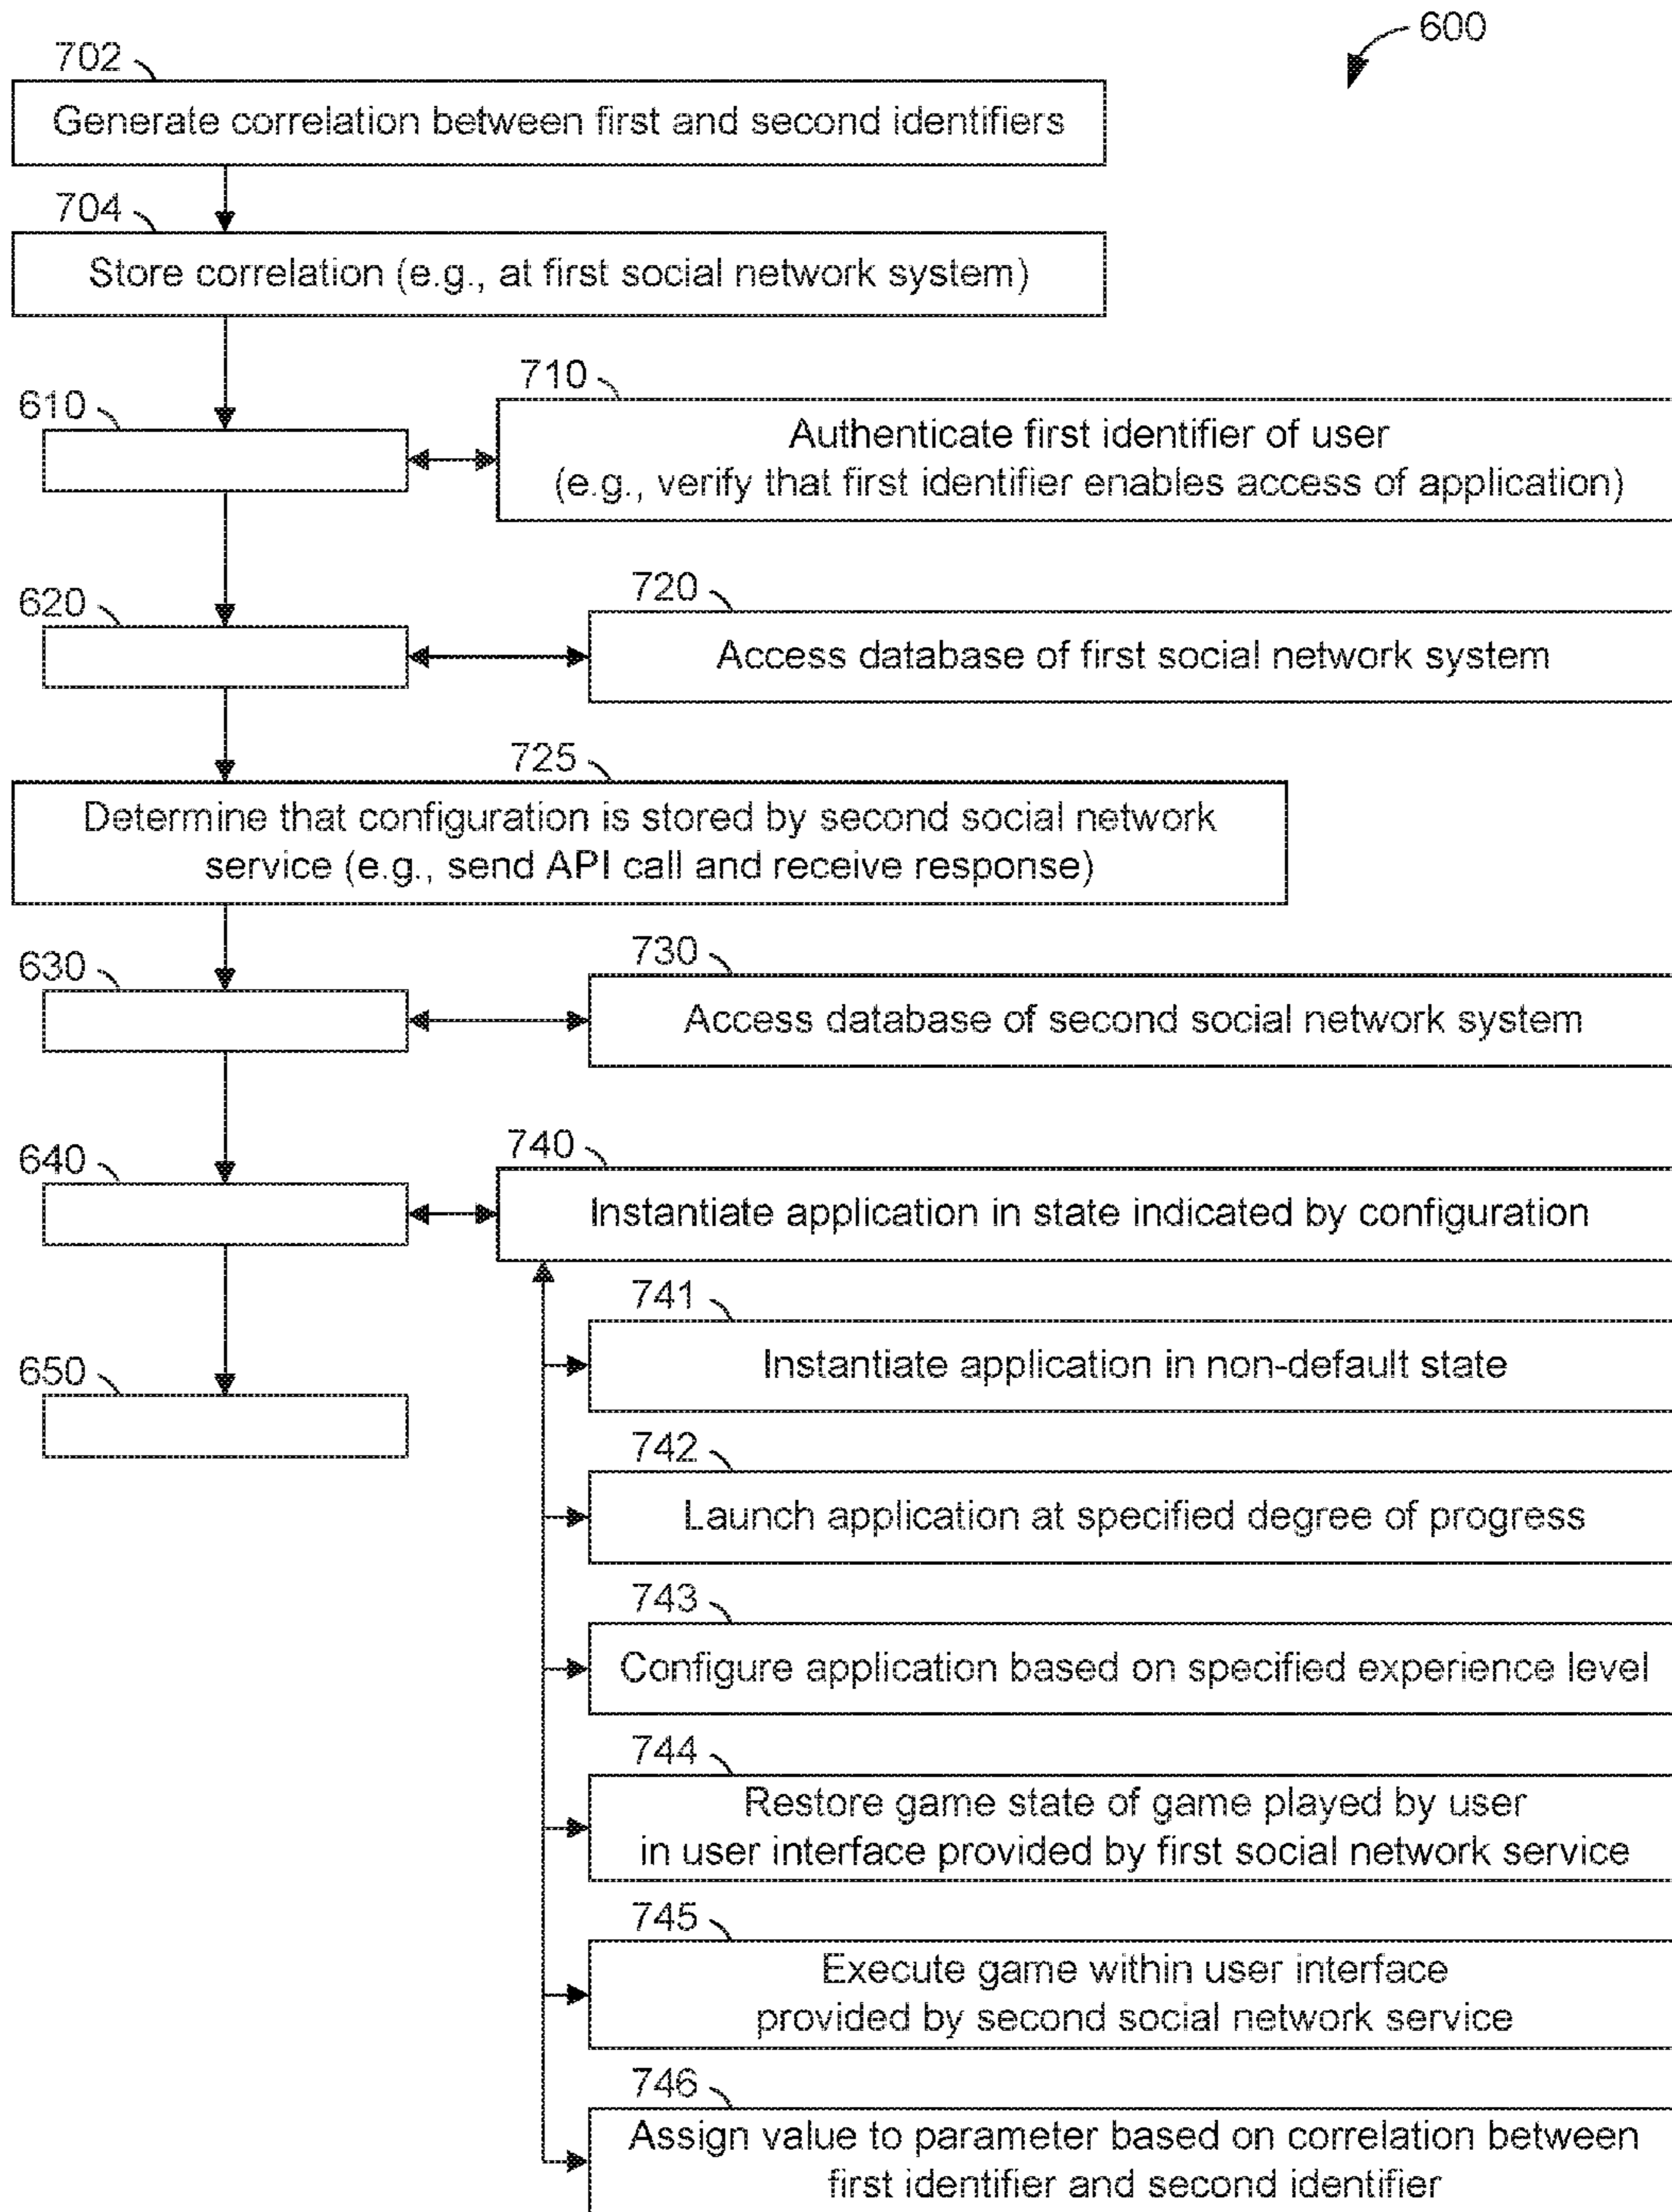 600
702
Generate correlation between first and second identifiers
704
Store correlation (e.g., at first social network system)
610
710
Authenticate first identifier of user
(e.g., verify that first identifier enables access of application)
620
720
Access database of first social network system
725
Determine that configuration is stored by second social network
service (e.g., send API call and receive response)
630
730
Access database of second social network system
640
740
Instantiate application in state indicated by configuration
741
Instantiate application in non-default state
650
742
Launch application at specified degree of progress
743
Configure application based on specified experience level
744
Restore game state of game played by user
in user interface provided by first social network service
745
Execute game within user interface
provided by second social network service
746
Assign value to parameter based on correlation between
first identifier and second identifier